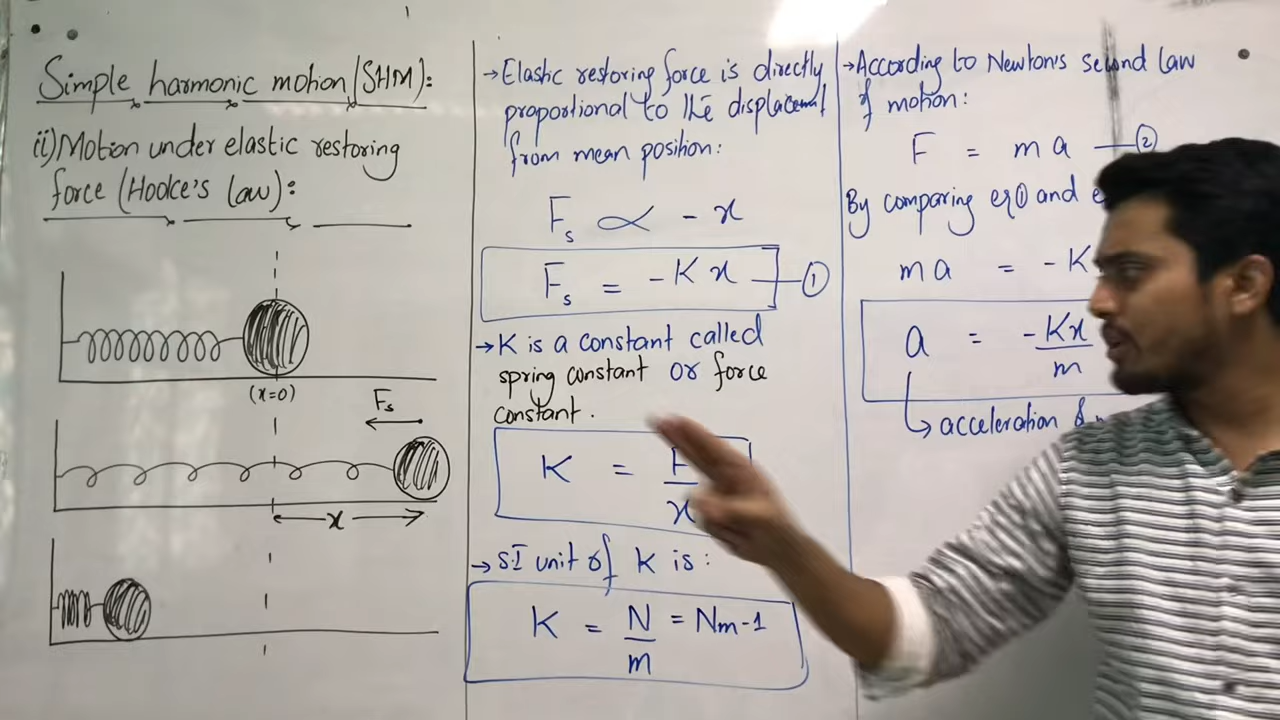 Simple harmonic motion (SHM):
ii) Motion under elastic restoring
force (Hooke's law):
(x=0)
Fs
x
→ Elastic restoring force is directly
proportional to the displacement
from mean position:
Fs ∝ - x
Fs = -K x ①
→ K is a constant called
spring constant or force
constant.
K = F/x
→ SI unit of K is:
K = N/m = Nm-1
→ According to Newton's second law
of motion:
F = ma ②
By comparing eq ① and
ma = -K
a = -Kx/m
acceleration